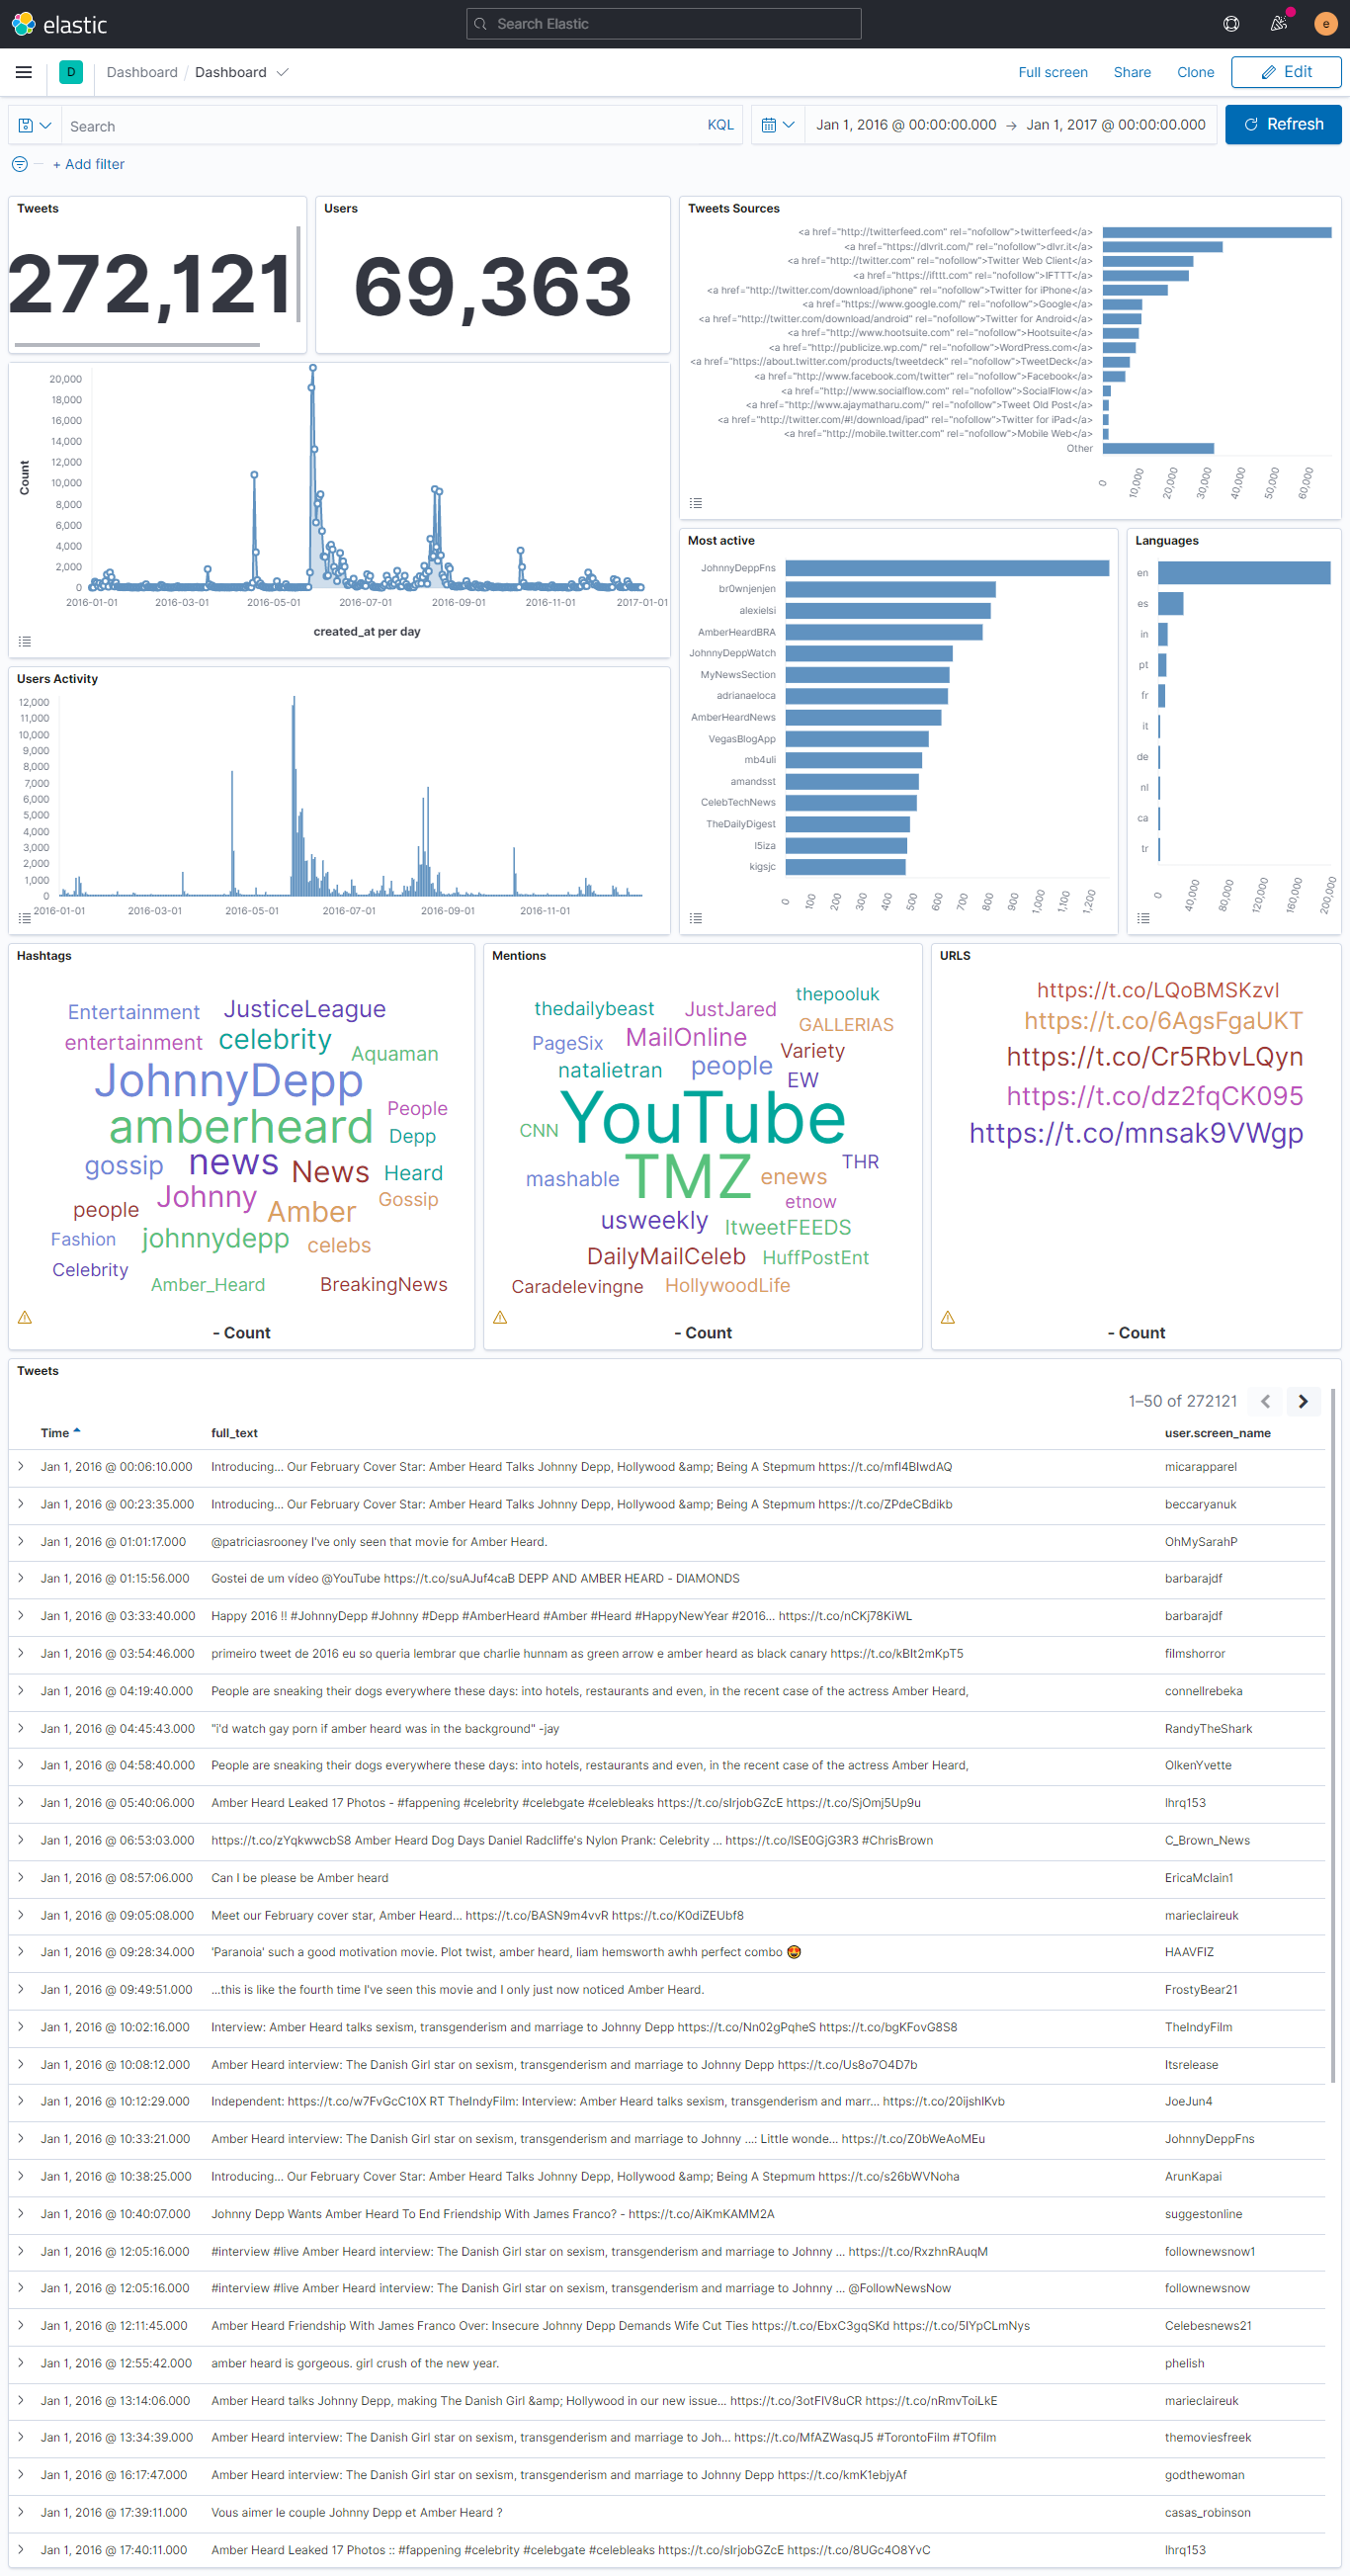 elastic
Search Elastic
e
D
Dashboard / Dashboard
Full screen
Share
Clone
Edit
Search
KQL
Jan 1, 2016 @ 00:00:00.000 → Jan 1, 2017 @ 00:00:00.000
Refresh
+ Add filter
Tweets
272,121
Users
69,363
Tweets Sources
<a href="http://twitterfeed.com" rel="nofollow">twitterfeed</a>
<a href="https://dlvrit.com/" rel="nofollow">dlvr.it</a>
<a href="http://twitter.com" rel="nofollow">Twitter Web Client</a>
<a href="https://ifttt.com" rel="nofollow">IFTTT</a>
<a href="http://twitter.com/download/iphone" rel="nofollow">Twitter for iPhone</a>
<a href="https://www.google.com/" rel="nofollow">Google</a>
<a href="http://twitter.com/download/android" rel="nofollow">Twitter for Android</a>
<a href="http://www.hootsuite.com" rel="nofollow">Hootsuite</a>
<a href="http://publicize.wp.com/" rel="nofollow">WordPress.com</a>
<a href="https://about.twitter.com/products/tweetdeck" rel="nofollow">TweetDeck</a>
<a href="http://www.facebook.com/twitter" rel="nofollow">Facebook</a>
<a href="http://www.socialflow.com" rel="nofollow">SocialFlow</a>
<a href="http://www.ajaymatharu.com/" rel="nofollow">Tweet Old Post</a>
<a href="http://twitter.com/#!/download/ipad" rel="nofollow">Twitter for iPad</a>
<a href="http://mobile.twitter.com" rel="nofollow">Mobile Web</a>
Other
0 10,000 20,000 30,000 40,000 50,000 60,000
20,000
18,000
16,000
14,000
12,000
10,000
8,000
6,000
4,000
2,000
0
Count
2016-01-01 2016-03-01 2016-05-01 2016-07-01 2016-09-01 2016-11-01 2017-01-01
created_at per day
Most active
JohnnyDeppFns
br0wnjenjen
alexielsi
AmberHeardBRA
JohnnyDeppWatch
MyNewsSection
adrianaeloca
AmberHeardNews
VegasBlogApp
mb4uli
amandsst
CelebTechNews
TheDailyDigest
l5iza
kigsjc
0 100 200 300 400 500 600 700 800 900 1,000 1,100 1,200
Languages
en
es
in
pt
fr
it
de
nl
ca
tr
0 40,000 80,000 120,000 160,000 200,000
Users Activity
12,000
11,000
10,000
9,000
8,000
7,000
6,000
5,000
4,000
3,000
2,000
1,000
0
2016-01-01 2016-03-01 2016-05-01 2016-07-01 2016-09-01 2016-11-01
Hashtags
Entertainment JusticeLeague
entertainment celebrity Aquaman
JohnnyDepp
amberheard People
Depp
gossip news News Heard
people Johnny Amber Gossip
Fashion johnnydepp celebs
Celebrity Amber_Heard BreakingNews
- Count
Mentions
thedailybeast JustJared thepooluk
PageSix MailOnline GALLERIAS
natalietran people Variety
EW
CNN YouTube
mashable TMZ enews THR
etnow
usweekly ItweetFEEDS
DailyMailCeleb HuffPostEnt
Caradelevingne HollywoodLife
- Count
URLS
https://t.co/LQoBMSKzvI
https://t.co/6AgsFgaUKT
https://t.co/Cr5RbvLQyn
https://t.co/dz2fqCK095
https://t.co/mnsak9VWgp
- Count
Tweets
1–50 of 272121
Time full_text user.screen_name
Jan 1, 2016 @ 00:06:10.000 Introducing... Our February Cover Star: Amber Heard Talks Johnny Depp, Hollywood &amp; Being A Stepmum https://t.co/mfI4BIwdAQ micarapparel
Jan 1, 2016 @ 00:23:35.000 Introducing... Our February Cover Star: Amber Heard Talks Johnny Depp, Hollywood &amp; Being A Stepmum https://t.co/ZPdeCBdikb beccaryanuk
Jan 1, 2016 @ 01:01:17.000 @patriciasrooney I've only seen that movie for Amber Heard. OhMySarahP
Jan 1, 2016 @ 01:15:56.000 Gostei de um vídeo @YouTube https://t.co/suAJuf4caB DEPP AND AMBER HEARD - DIAMONDS barbarajdf
Jan 1, 2016 @ 03:33:40.000 Happy 2016 !! #JohnnyDepp #Johnny #Depp #AmberHeard #Amber #Heard #HappyNewYear #2016… https://t.co/nCKj78KiWL barbarajdf
Jan 1, 2016 @ 03:54:46.000 primeiro tweet de 2016 eu so queria lembrar que charlie hunnam as green arrow e amber heard as black canary https://t.co/kBIt2mKpT5 filmshorror
Jan 1, 2016 @ 04:19:40.000 People are sneaking their dogs everywhere these days: into hotels, restaurants and even, in the recent case of the actress Amber Heard, connellrebeka
Jan 1, 2016 @ 04:45:43.000 "i'd watch gay porn if amber heard was in the background" -jay RandyTheShark
Jan 1, 2016 @ 04:58:40.000 People are sneaking their dogs everywhere these days: into hotels, restaurants and even, in the recent case of the actress Amber Heard, OlkenYvette
Jan 1, 2016 @ 05:40:06.000 Amber Heard Leaked 17 Photos - #fappening #celebrity #celebgate #celebleaks https://t.co/sIrjobGZcE https://t.co/SjOmj5Up9u lhrq153
Jan 1, 2016 @ 06:53:03.000 https://t.co/zYqkwwcbS8 Amber Heard Dog Days Daniel Radcliffe's Nylon Prank: Celebrity ... https://t.co/lSE0GjG3R3 #ChrisBrown C_Brown_News
Jan 1, 2016 @ 08:57:06.000 Can I be please be Amber heard EricaMclain1
Jan 1, 2016 @ 09:05:08.000 Meet our February cover star, Amber Heard... https://t.co/BASN9m4vvR https://t.co/K0diZEUbf8 marieclaireuk
Jan 1, 2016 @ 09:28:34.000 'Paranoia' such a good motivation movie. Plot twist, amber heard, liam hemsworth awhh perfect combo 😍 HAAVFIZ
Jan 1, 2016 @ 09:49:51.000 ...this is like the fourth time I've seen this movie and I only just now noticed Amber Heard. FrostyBear21
Jan 1, 2016 @ 10:02:16.000 Interview: Amber Heard talks sexism, transgenderism and marriage to Johnny Depp https://t.co/Nn02gPqheS https://t.co/bgKFovG8S8 TheIndyFilm
Jan 1, 2016 @ 10:08:12.000 Amber Heard interview: The Danish Girl star on sexism, transgenderism and marriage to Johnny Depp https://t.co/Us8o7O4D7b Itsrelease
Jan 1, 2016 @ 10:12:29.000 Independent: https://t.co/w7FvGcC10X RT TheIndyFilm: Interview: Amber Heard talks sexism, transgenderism and marr… https://t.co/20ijshIKvb JoeJun4
Jan 1, 2016 @ 10:33:21.000 Amber Heard interview: The Danish Girl star on sexism, transgenderism and marriage to Johnny ...: Little wonde... https://t.co/Z0bWeAoMEu JohnnyDeppFns
Jan 1, 2016 @ 10:38:25.000 Introducing... Our February Cover Star: Amber Heard Talks Johnny Depp, Hollywood &amp; Being A Stepmum https://t.co/s26bWVNoha ArunKapai
Jan 1, 2016 @ 10:40:07.000 Johnny Depp Wants Amber Heard To End Friendship With James Franco? - https://t.co/AiKmKAMM2A suggestonline
Jan 1, 2016 @ 12:05:16.000 #interview #live Amber Heard interview: The Danish Girl star on sexism, transgenderism and marriage to Johnny ... https://t.co/RxzhnRAuqM follownewsnow1
Jan 1, 2016 @ 12:05:16.000 #interview #live Amber Heard interview: The Danish Girl star on sexism, transgenderism and marriage to Johnny ... @FollowNewsNow follownewsnow
Jan 1, 2016 @ 12:11:45.000 Amber Heard Friendship With James Franco Over: Insecure Johnny Depp Demands Wife Cut Ties https://t.co/EbxC3gqSKd https://t.co/5IYpCLmNys Celebesnews21
Jan 1, 2016 @ 12:55:42.000 amber heard is gorgeous. girl crush of the new year. phelish
Jan 1, 2016 @ 13:14:06.000 Amber Heard talks Johnny Depp, making The Danish Girl &amp; Hollywood in our new issue... https://t.co/3otFIV8uCR https://t.co/nRmvToiLkE marieclaireuk
Jan 1, 2016 @ 13:34:39.000 Amber Heard interview: The Danish Girl star on sexism, transgenderism and marriage to Joh... https://t.co/MfAZWasqJ5 #TorontoFilm #TOfilm themoviesfreek
Jan 1, 2016 @ 16:17:47.000 Amber Heard interview: The Danish Girl star on sexism, transgenderism and marriage to Johnny Depp https://t.co/kmK1ebjyAf godthewoman
Jan 1, 2016 @ 17:39:11.000 Vous aimer le couple Johnny Depp et Amber Heard ? casas_robinson
Jan 1, 2016 @ 17:40:11.000 Amber Heard Leaked 17 Photos :: #fappening #celebrity #celebgate #celebleaks https://t.co/sIrjobGZcE https://t.co/8UGc4O8YvC lhrq153